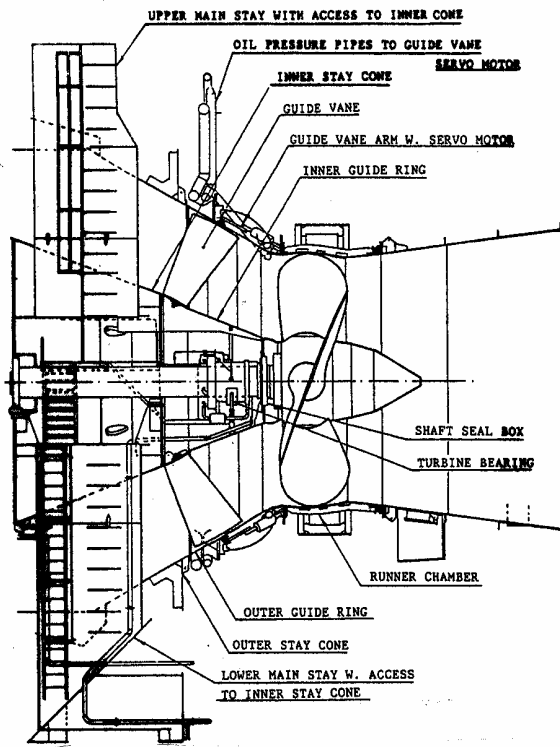 UPPER MAIN STAY WITH ACCESS TO INNER CONE
OIL PRESSURE PIPES TO GUIDE VANE
SERVO MOTOR
INNER STAY CONE
GUIDE VANE
GUIDE VANE ARM W. SERVO MOTOR
INNER GUIDE RING
SHAFT SEAL BOX
TURBINE BEARING
RUNNER CHAMBER
OUTER GUIDE RING
OUTER STAY CONE
LOWER MAIN STAY W. ACCESS
TO INNER STAY CONE